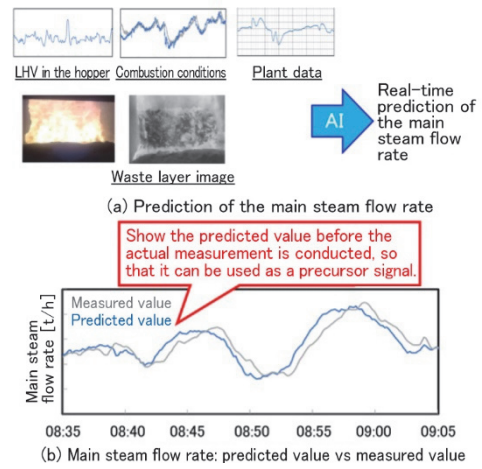 LHV in the hopper
Combustion conditions
Plant data
Waste layer image
AI
Real-time
prediction of
the main
steam flow
rate
(a) Prediction of the main steam flow rate
Show the predicted value before the
actual measurement is conducted, so
that it can be used as a precursor signal.
Measured value
Predicted value
Main steam
flow rate [t/h]
08:35 08:40 08:45 08:50 08:55 09:00 09:05
(b) Main steam flow rate: predicted value vs measured value